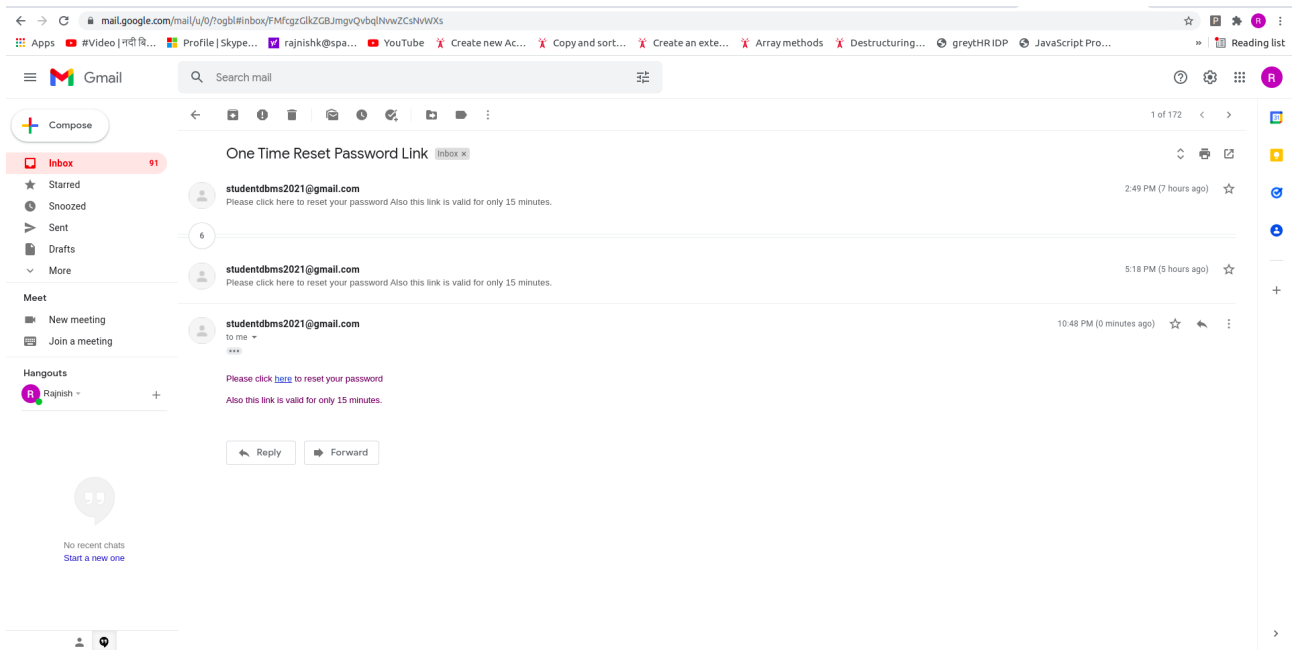 mail.google.com/mail/u/0/?ogbl#inbox/FMfcgzGlkZGBJmgvQvbqlNvwZCsNvWXs
P
R
Apps #Video | नदी बि... Profile | Skype... rajnishk@spa... YouTube Create new Ac... Copy and sort... Create an exte... Array methods Destructuring... greytHR IDP JavaScript Pro... » Reading list
Gmail
Search mail
R
Compose
1 of 172
31
One Time Reset Password Link Inbox x
Inbox 91
Starred
Snoozed
Sent
Drafts
More
studentdbms2021@gmail.com 2:49 PM (7 hours ago)
Please click here to reset your password Also this link is valid for only 15 minutes.
6
studentdbms2021@gmail.com 5:18 PM (5 hours ago)
Please click here to reset your password Also this link is valid for only 15 minutes.
Meet
New meeting
Join a meeting
studentdbms2021@gmail.com 10:48 PM (0 minutes ago)
to me
Please click here to reset your password
Also this link is valid for only 15 minutes.
Reply Forward
Hangouts
R Rajnish
No recent chats
Start a new one